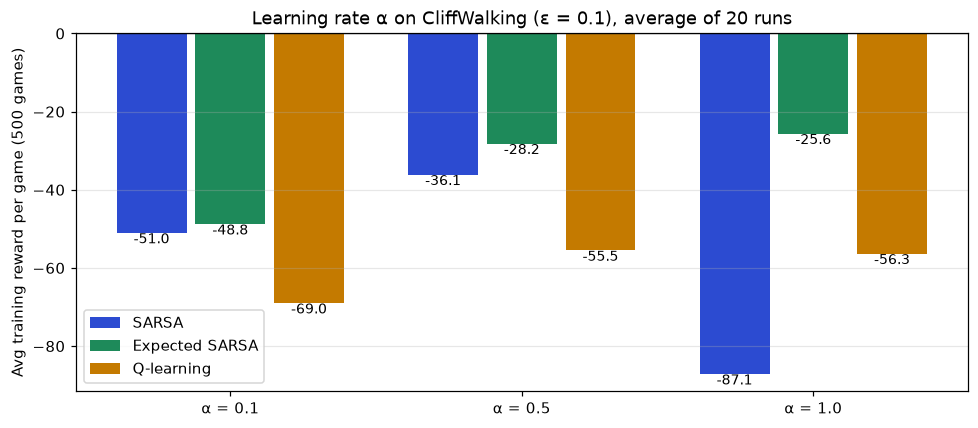 Learning rate α on CliffWalking (ε = 0.1), average of 20 runs
Avg training reward per game (500 games)
0
−20
−40
−60
−80
-51.0
-48.8
-69.0
-36.1
-28.2
-55.5
-87.1
-25.6
-56.3
SARSA
Expected SARSA
Q-learning
α = 0.1
α = 0.5
α = 1.0